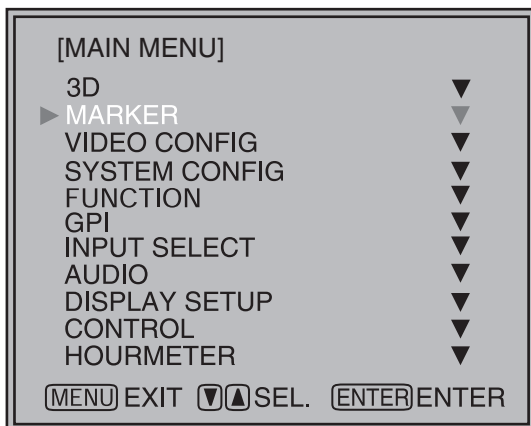 [MAIN MENU]
3D ▼
▶ MARKER ▼
VIDEO CONFIG ▼
SYSTEM CONFIG ▼
FUNCTION ▼
GPI ▼
INPUT SELECT ▼
AUDIO ▼
DISPLAY SETUP ▼
CONTROL ▼
HOURMETER ▼
MENU EXIT ▼▲ SEL. ENTER ENTER